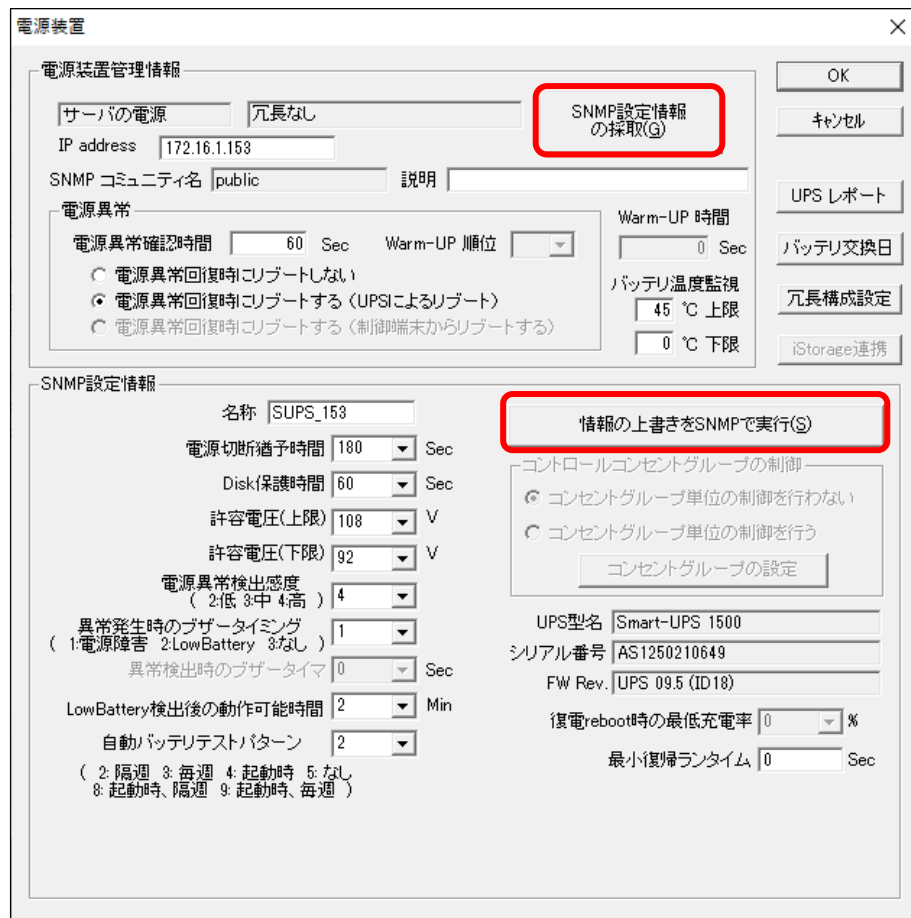 電源装置
電源装置管理情報
OK
サーバの電源 冗長なし
SNMP設定情報
の採取(G)
キャンセル
IP address 172.16.1.153
SNMP コミュニティ名 public 説明
UPS レポート
電源異常
Warm-UP 時間
電源異常確認時間 60 Sec Warm-UP 順位
0 Sec
バッテリ交換日
電源異常回復時にリブートしない
バッテリ温度監視
電源異常回復時にリブートする (UPSによるリブート)
45 ℃ 上限
冗長構成設定
電源異常回復時にリブートする (制御端末からリブートする)
0 ℃ 下限
iStorage連携
SNMP設定情報
名称 SUPS_153
情報の上書きをSNMPで実行(S)
電源切断猶予時間 180 Sec
コントロールコンセントグループの制御
Disk保護時間 60 Sec
コンセントグループ単位の制御を行わない
許容電圧(上限) 108 V
コンセントグループ単位の制御を行う
許容電圧(下限) 92 V
コンセントグループの設定
電源異常検出感度
( 2:低 3:中 4:高 ) 4
異常発生時のブザータイミング
( 1:電源障害 2:LowBattery 3:なし ) 1
UPS型名 Smart-UPS 1500
シリアル番号 AS1250210649
異常検出時のブザータイマ 0 Sec
FW Rev. UPS 09.5 (ID18)
LowBattery検出後の動作可能時間 2 Min
復電reboot時の最低充電率 0 %
自動バッテリテストパターン 2
最小復帰ランタイム 0 Sec
( 2: 隔週 3: 毎週 4: 起動時 5: なし
8: 起動時、隔週 9: 起動時、毎週 )